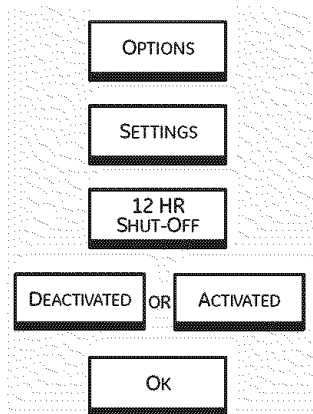 OPTIONS
SETTINGS
12 HR
SHUT-OFF
DEACTIVATED OR ACTIVATED
OK